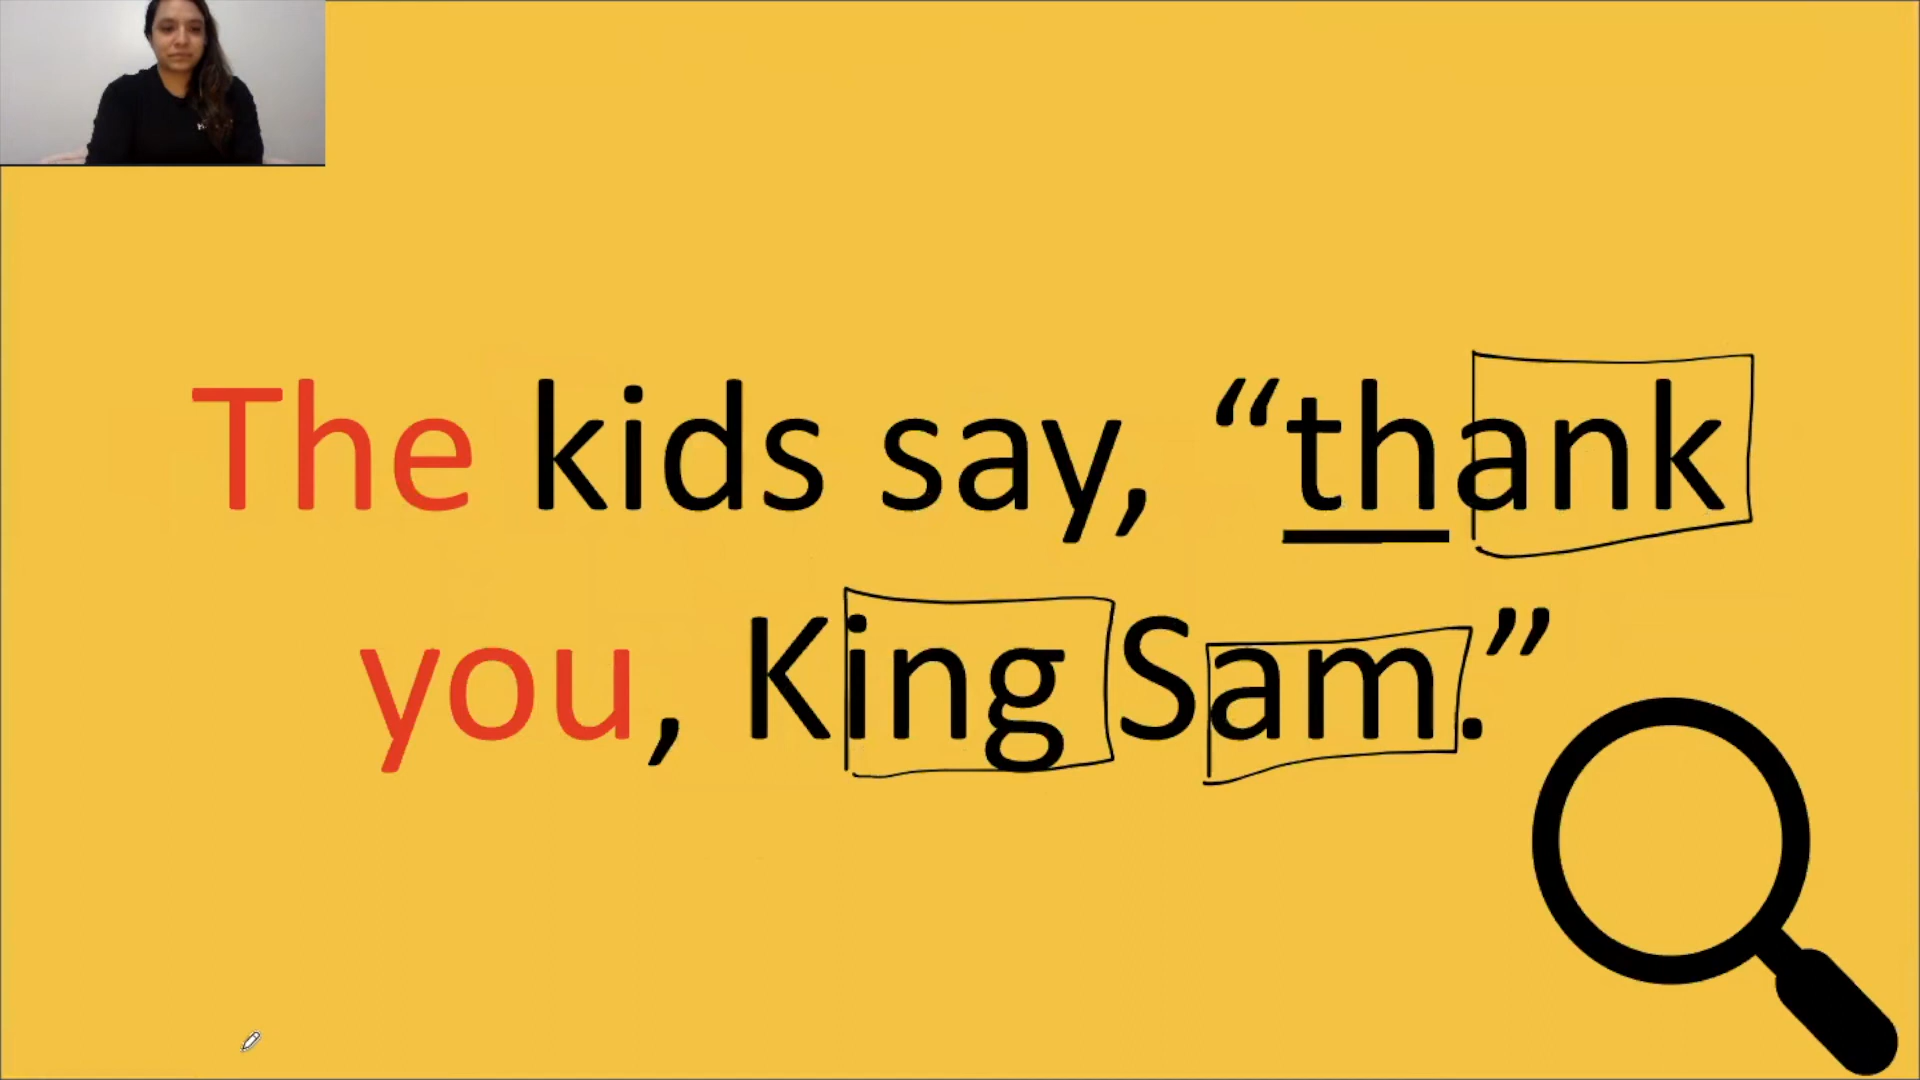 The kids say, “thank
you, King Sam.”